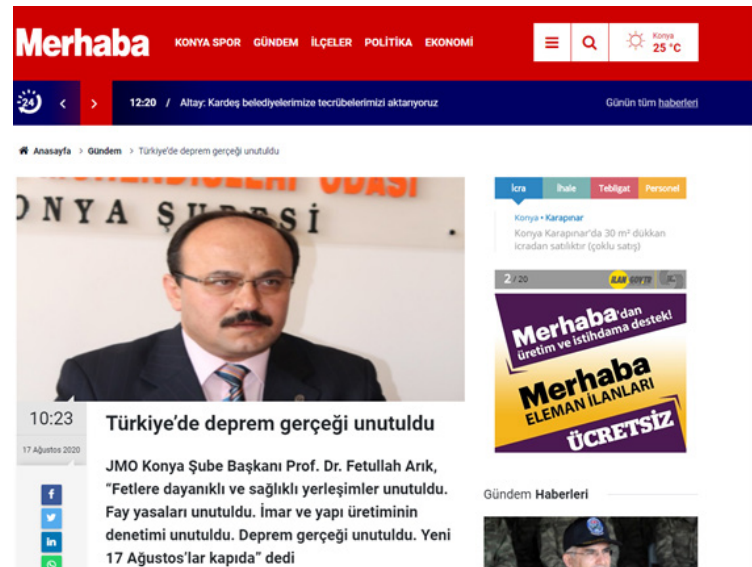 Merhaba
KONYA SPOR GÜNDEM İLÇELER POLİTİKA EKONOMİ
Konya
25 °C
24
12:20 / Altay: Kardeş belediyelerimize tecrübelerimizi aktarıyoruz
Günün tüm haberleri
Anasayfa > Gündem > Türkiye'de deprem gerçeği unutuldu
ODASI
ONYA ŞUBESİ
İcra İhale Tebligat Personel
Konya • Karapınar
Konya Karapınar'da 30 m² dükkan
icradan satılıktır (çoklu satış)
2 / 20
Merhaba'dan
üretim ve istihdama destek!
Merhaba
ELEMAN İLANLARI
ÜCRETSİZ
10:23
17 Ağustos 2020
Türkiye'de deprem gerçeği unutuldu
JMO Konya Şube Başkanı Prof. Dr. Fetullah Arık,
“Fetlere dayanıklı ve sağlıklı yerleşimler unutuldu.
Fay yasaları unutuldu. İmar ve yapı üretiminin
denetimi unutuldu. Deprem gerçeği unutuldu. Yeni
17 Ağustos'lar kapıda” dedi
Gündem Haberleri